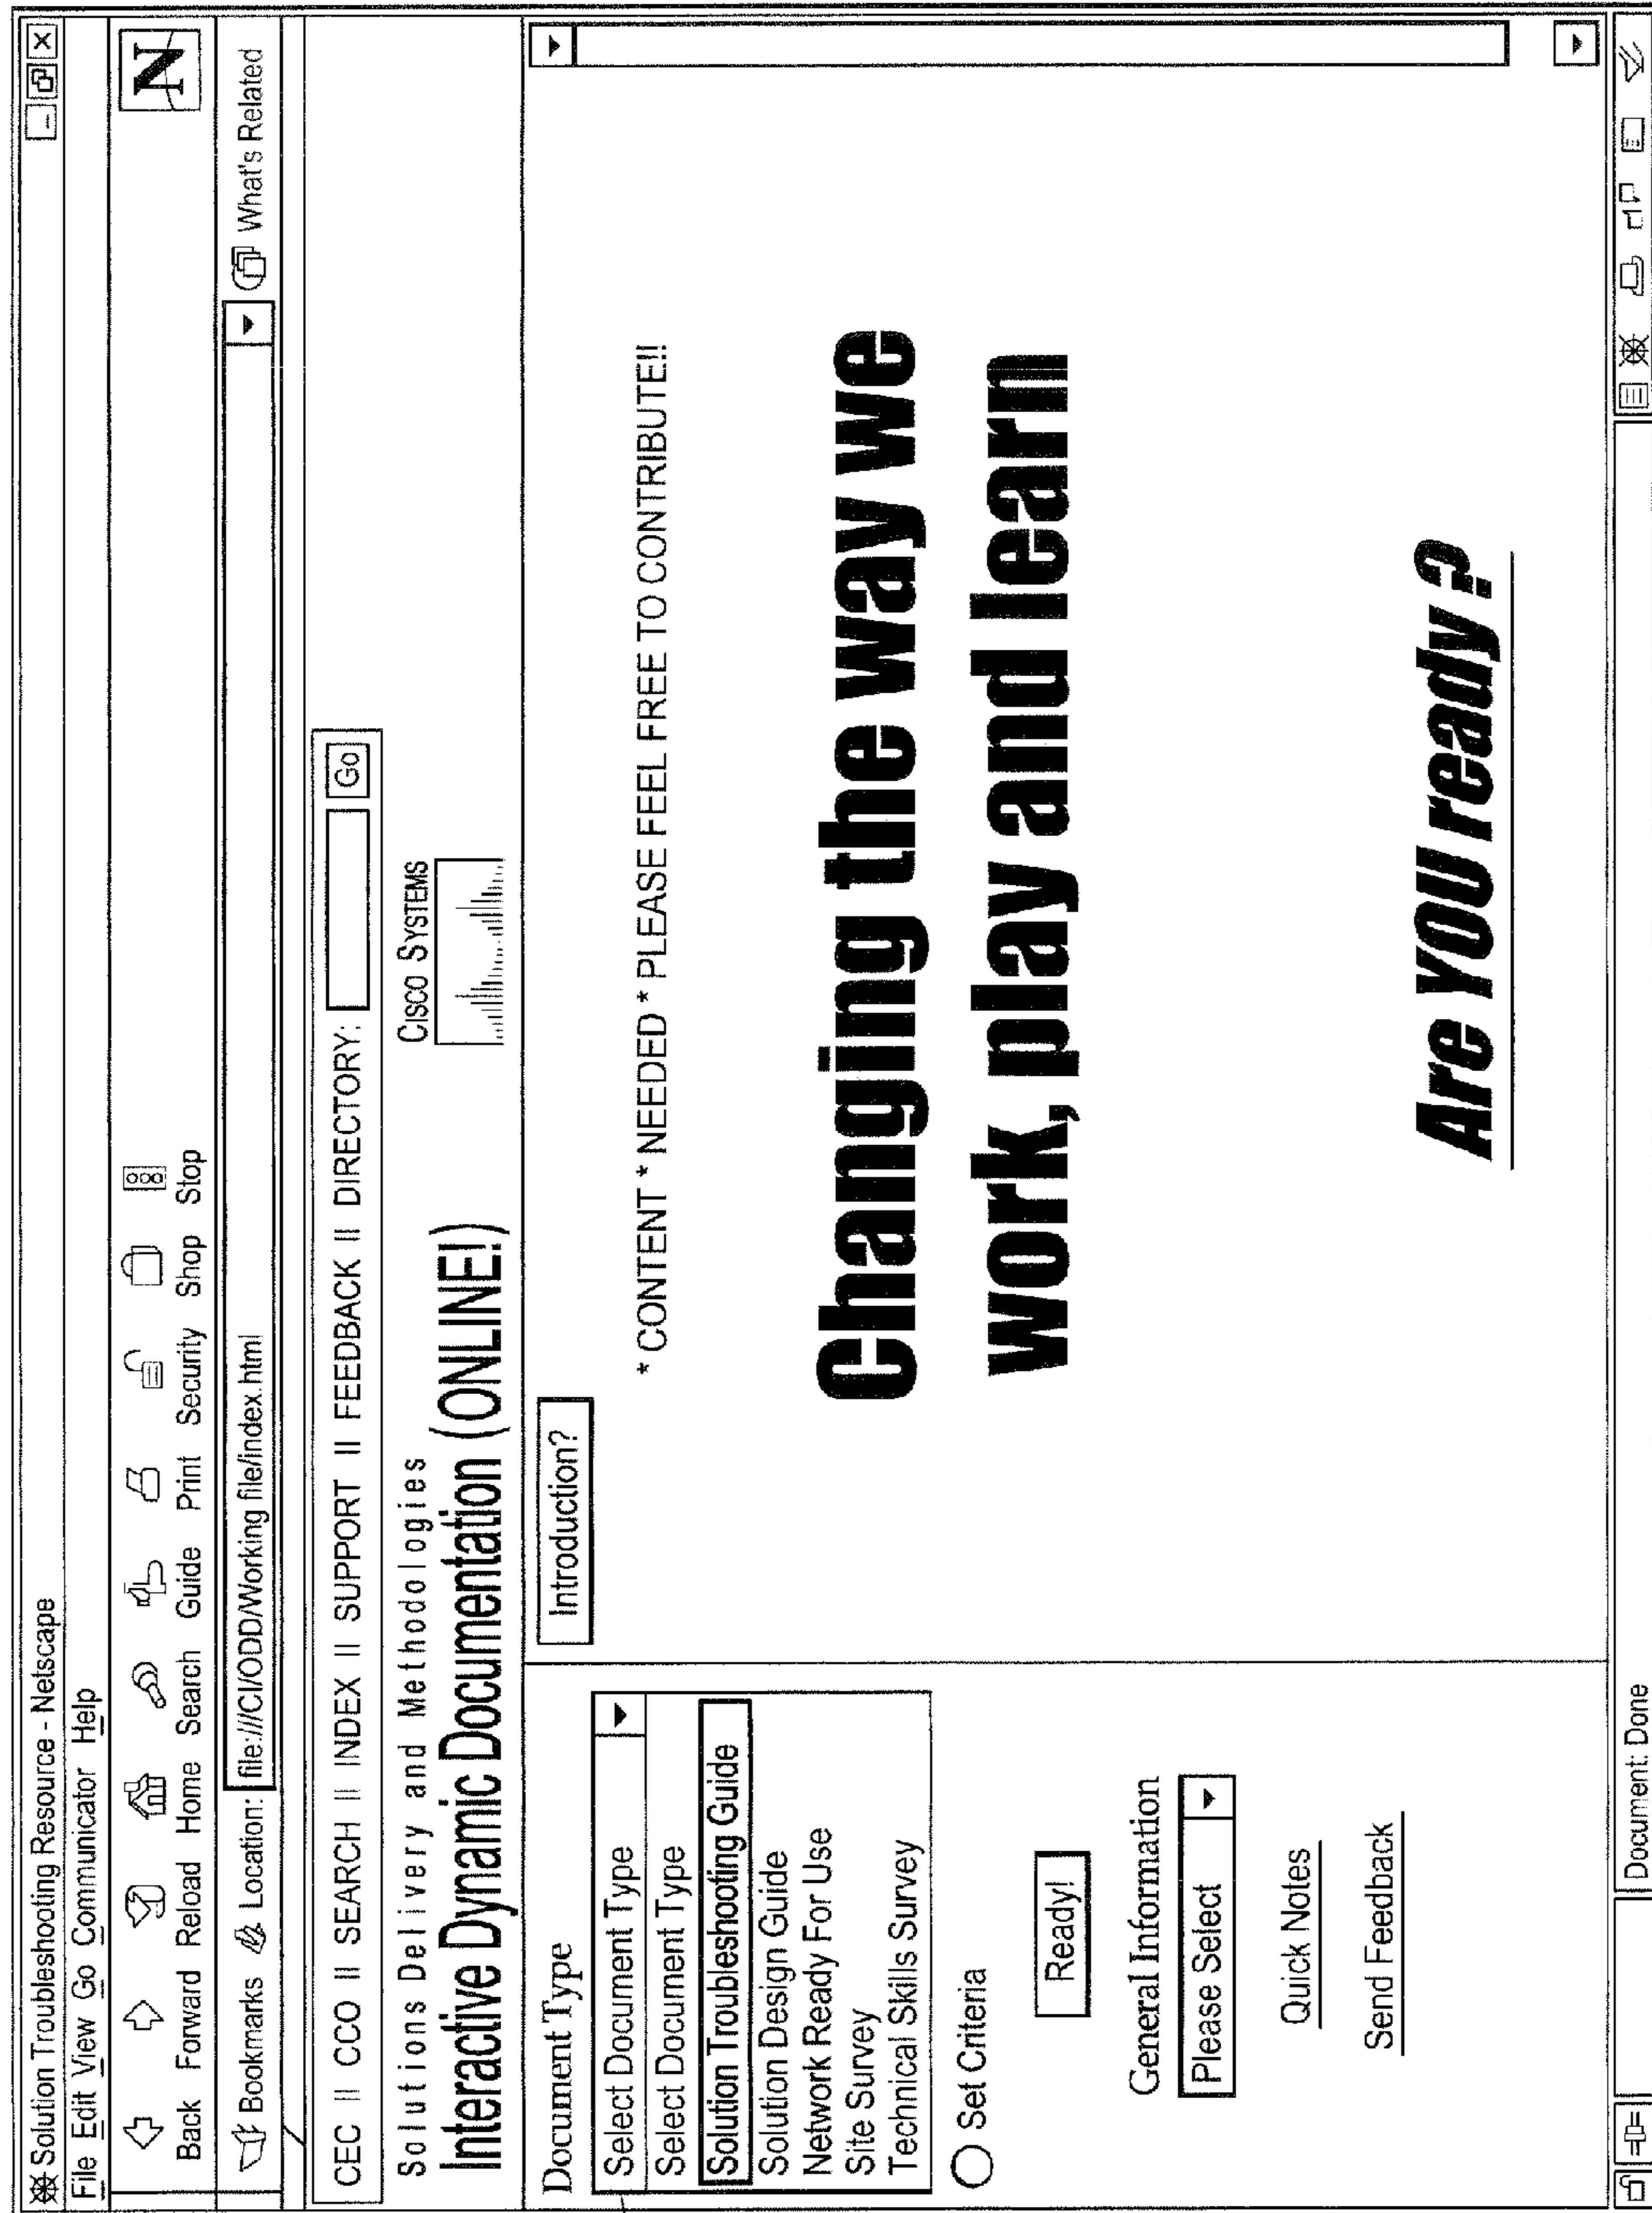 Solution Troubleshooting Resource - Netscape
File Edit View Go Communicator Help
N
Back Forward Reload Home Search Guide Print Security Shop Stop
Bookmarks Location: file:///C|/ODD/Working file/index.html What's Related
CEC || CCO || SEARCH || INDEX || SUPPORT || FEEDBACK || DIRECTORY: Go
Solutions Delivery and Methodologies
Interactive Dynamic Documentation (ONLINE!)
CISCO SYSTEMS
Document Type
Select Document Type
Select Document Type
Solution Troubleshooting Guide
Solution Design Guide
Network Ready For Use
Site Survey
Technical Skills Survey
Set Criteria
Ready!
General Information
Please Select
Quick Notes
Send Feedback
Introduction?
* CONTENT * NEEDED * PLEASE FEEL FREE TO CONTRIBUTE!!!
Changing the way we
work, play and learn
Are YOU ready?
Document: Done